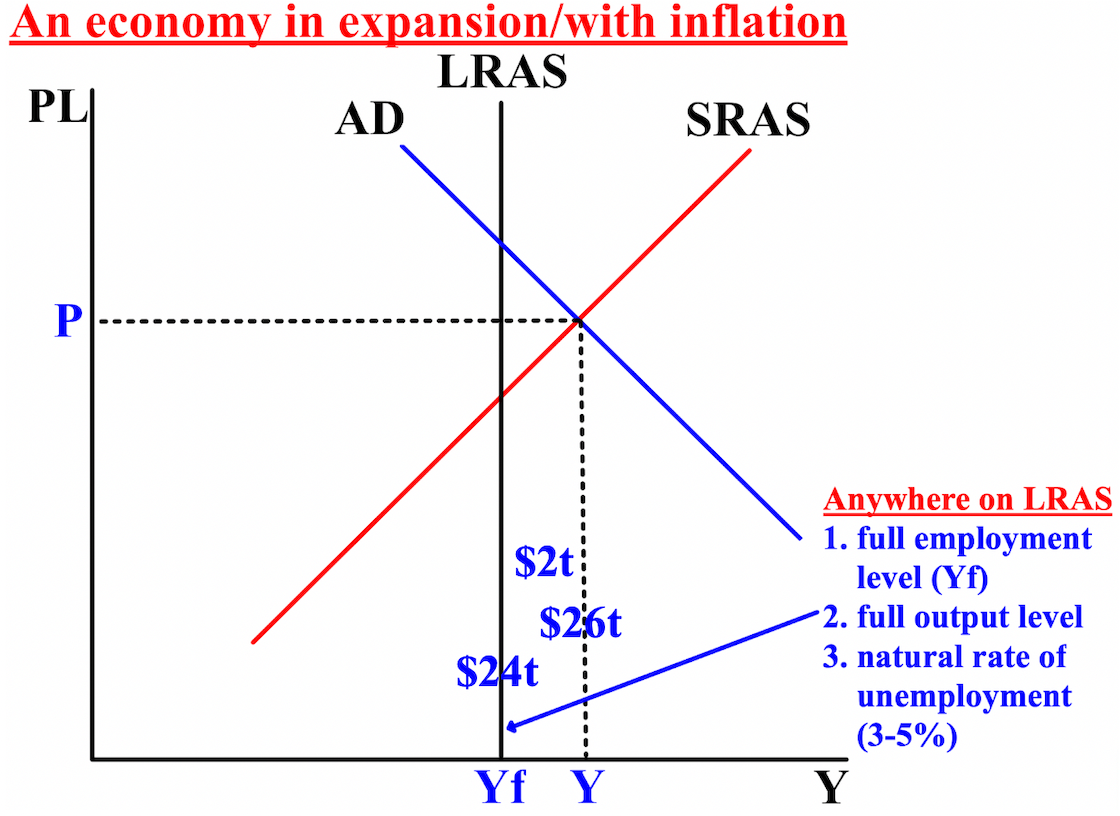 An economy in expansion/with inflation
LRAS
PL
AD
SRAS
P
Anywhere on LRAS
1. full employment
level (Yf)
2. full output level
3. natural rate of
unemployment
(3-5%)
$2t
$26t
$24t
Yf
Y
Y